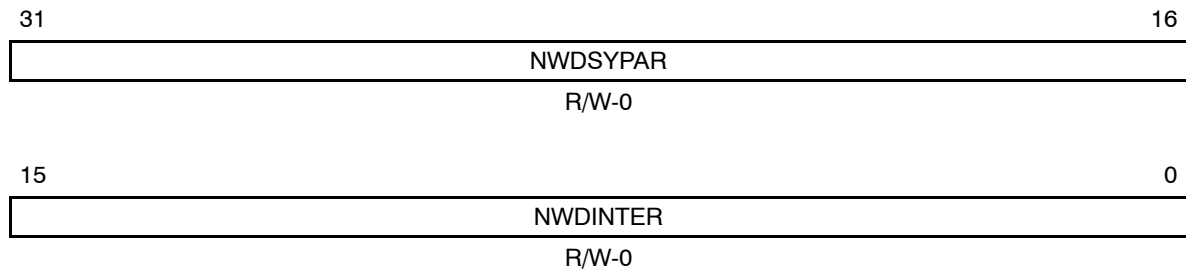 31 16
NWDSYPAR
R/W-0
15 0
NWDINTER
R/W-0